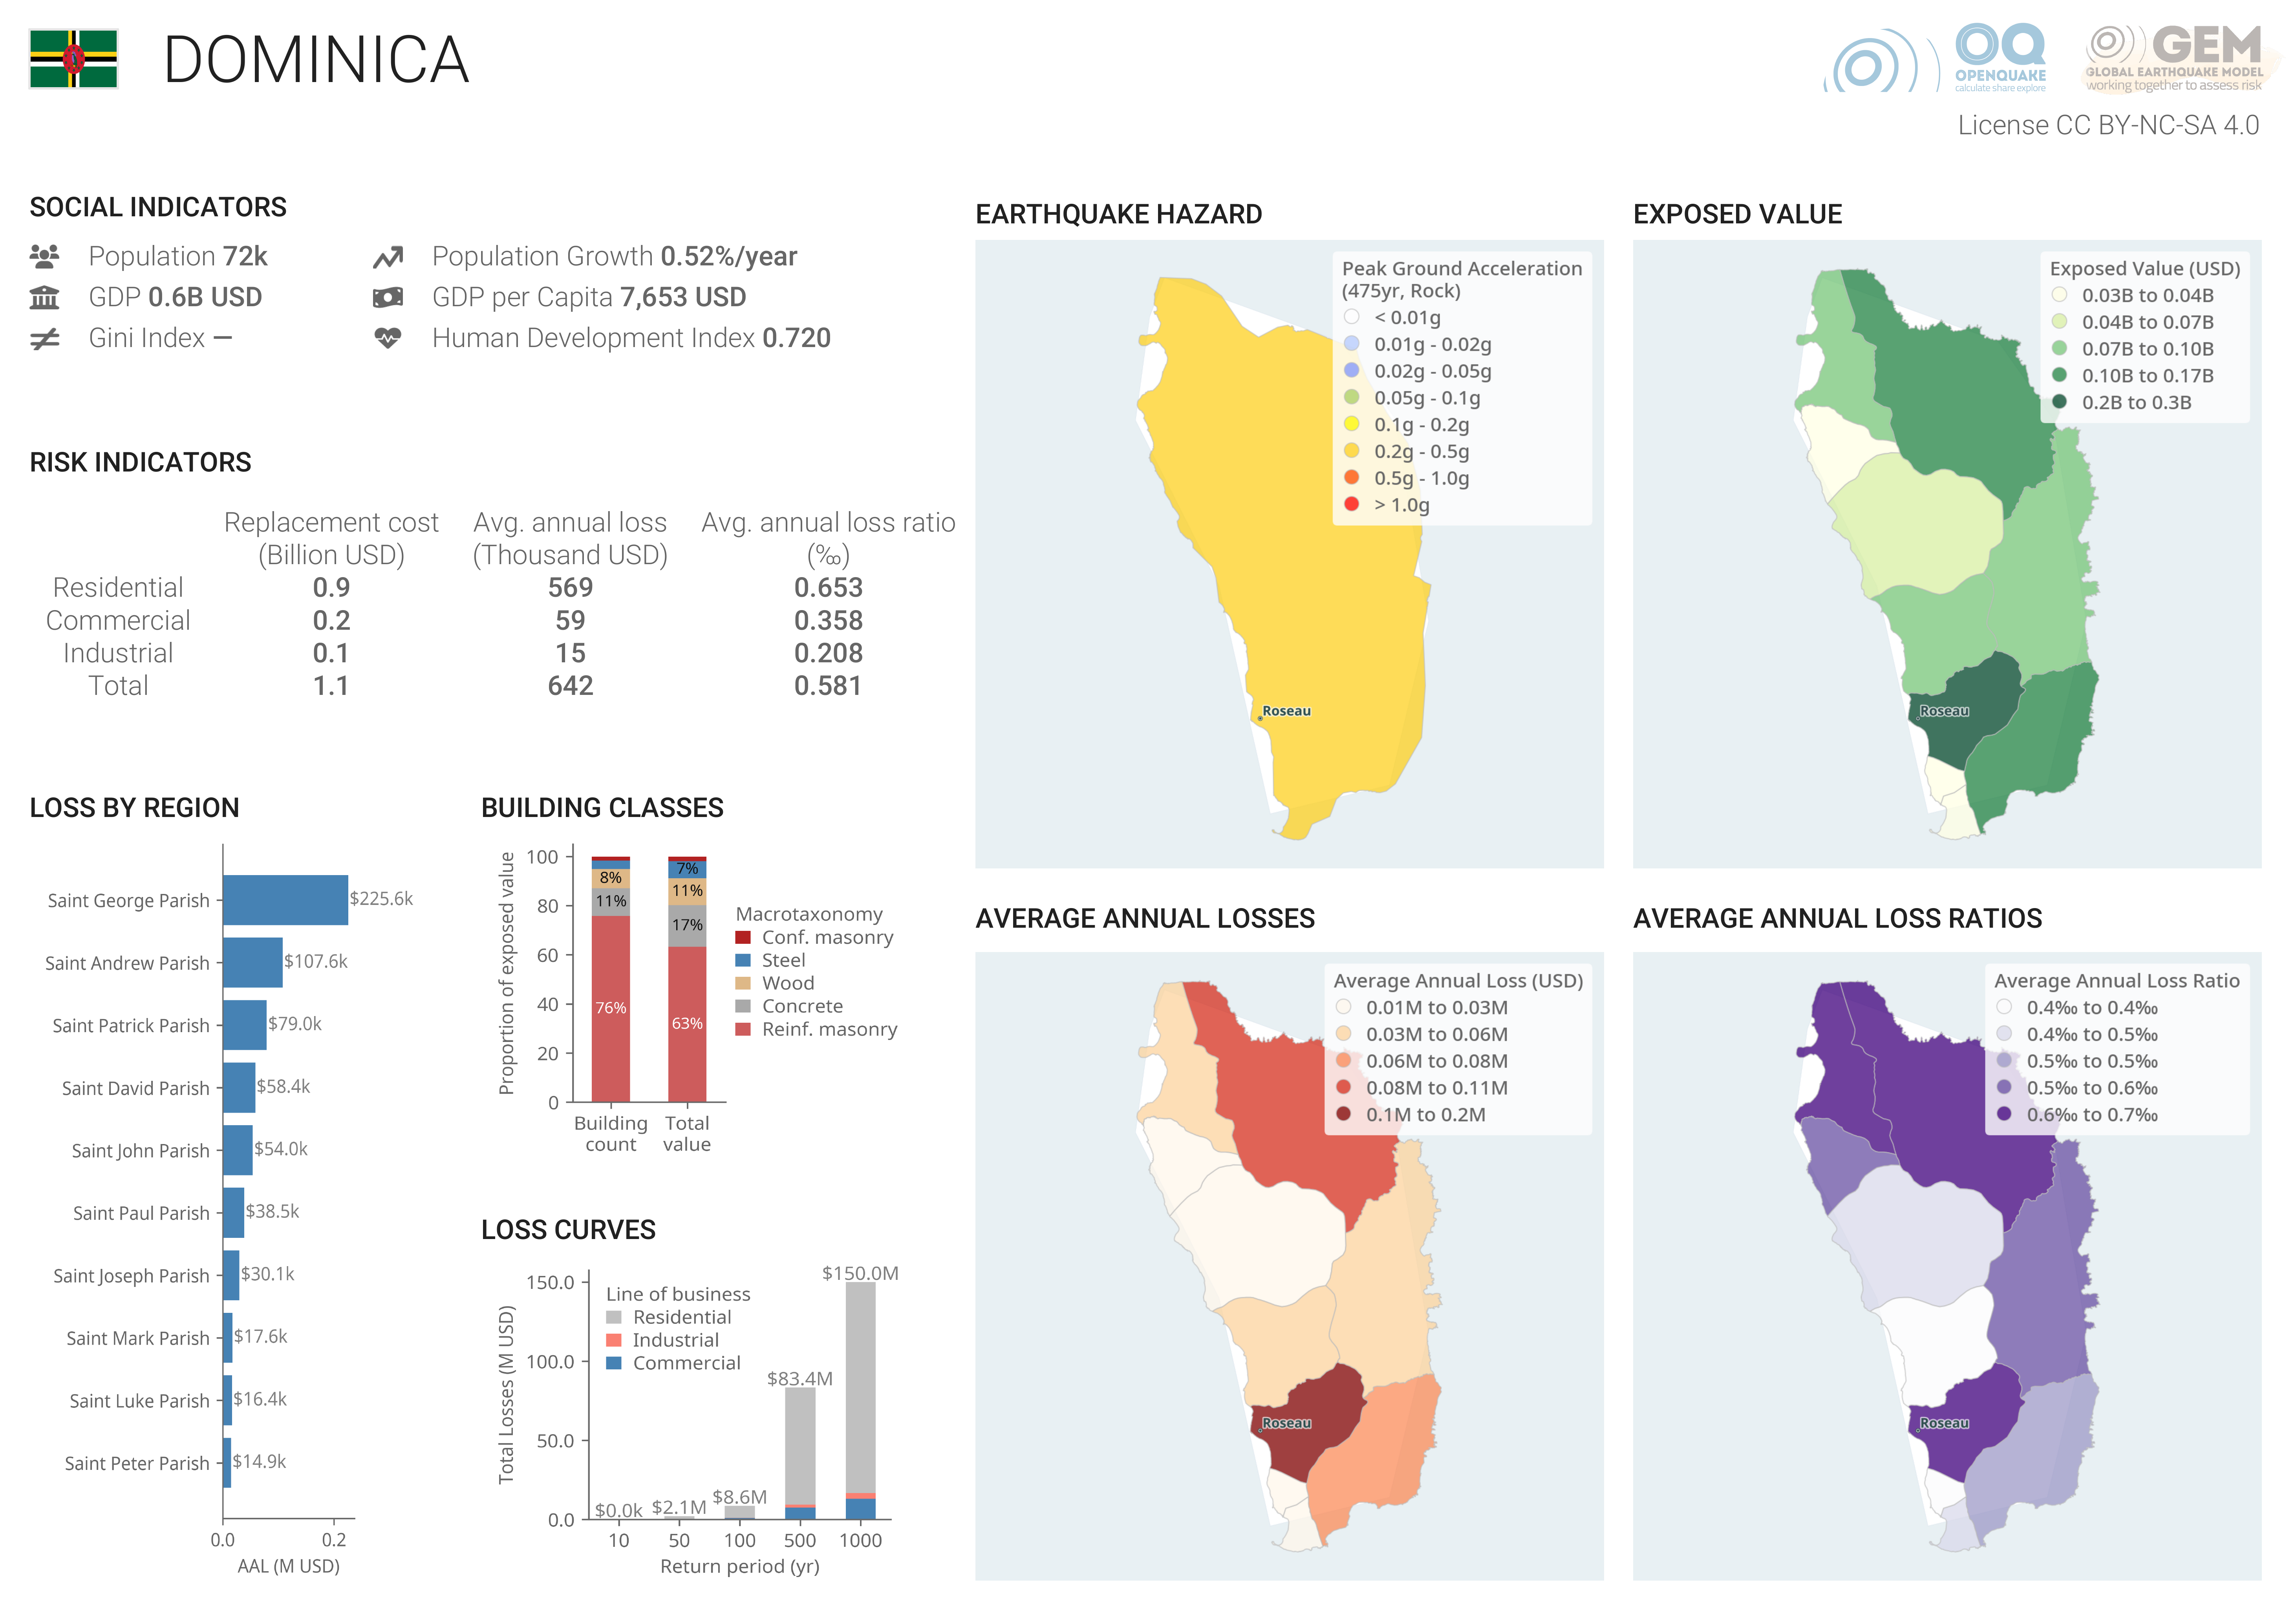 DOMINICA
OQ
OPENQUAKE
calculate share explore
GEM
GLOBAL EARTHQUAKE MODEL
working together to assess risk
License CC BY-NC-SA 4.0
SOCIAL INDICATORS
Population 72k
Population Growth 0.52%/year
GDP 0.6B USD
GDP per Capita 7,653 USD
Gini Index —
Human Development Index 0.720
RISK INDICATORS
Replacement cost (Billion USD) Avg. annual loss (Thousand USD) Avg. annual loss ratio (‰)
Residential 0.9 569 0.653
Commercial 0.2 59 0.358
Industrial 0.1 15 0.208
Total 1.1 642 0.581
LOSS BY REGION
Saint George Parish $225.6k
Saint Andrew Parish $107.6k
Saint Patrick Parish $79.0k
Saint David Parish $58.4k
Saint John Parish $54.0k
Saint Paul Parish $38.5k
Saint Joseph Parish $30.1k
Saint Mark Parish $17.6k
Saint Luke Parish $16.4k
Saint Peter Parish $14.9k
0.0 0.2
AAL (M USD)
BUILDING CLASSES
Proportion of exposed value
100
80
60
40
20
0
8%
11%
76%
7%
11%
17%
63%
Building count
Total value
Macrotaxonomy
Conf. masonry
Steel
Wood
Concrete
Reinf. masonry
LOSS CURVES
Total Losses (M USD)
150.0
100.0
50.0
0.0
Line of business
Residential
Industrial
Commercial
$0.0k
$2.1M
$8.6M
$83.4M
$150.0M
10 50 100 500 1000
Return period (yr)
EARTHQUAKE HAZARD
Peak Ground Acceleration
(475yr, Rock)
< 0.01g
0.01g - 0.02g
0.02g - 0.05g
0.05g - 0.1g
0.1g - 0.2g
0.2g - 0.5g
0.5g - 1.0g
> 1.0g
Roseau
EXPOSED VALUE
Exposed Value (USD)
0.03B to 0.04B
0.04B to 0.07B
0.07B to 0.10B
0.10B to 0.17B
0.2B to 0.3B
Roseau
AVERAGE ANNUAL LOSSES
Average Annual Loss (USD)
0.01M to 0.03M
0.03M to 0.06M
0.06M to 0.08M
0.08M to 0.11M
0.1M to 0.2M
Roseau
AVERAGE ANNUAL LOSS RATIOS
Average Annual Loss Ratio
0.4‰ to 0.4‰
0.4‰ to 0.5‰
0.5‰ to 0.5‰
0.5‰ to 0.6‰
0.6‰ to 0.7‰
Roseau